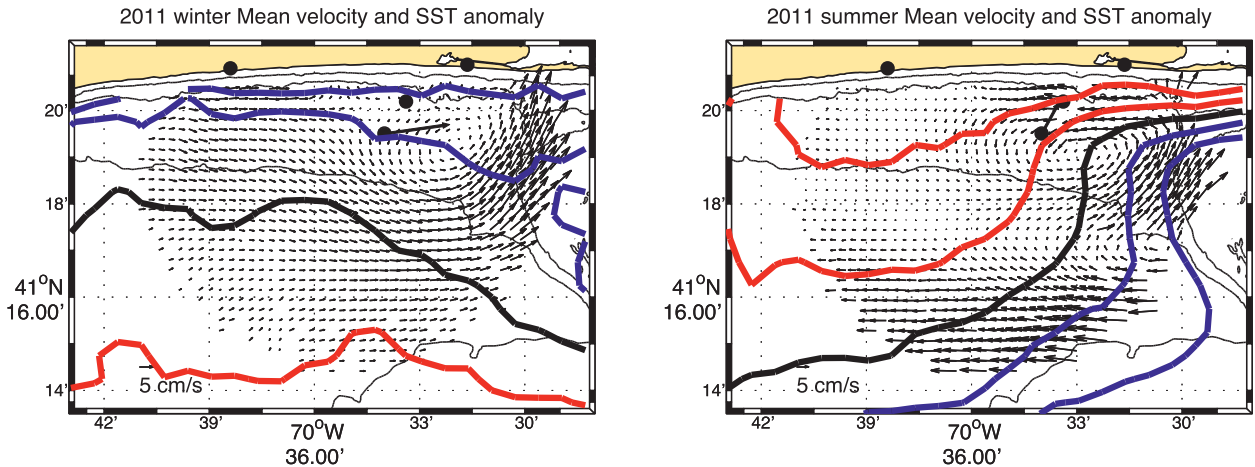 2011 winter Mean velocity and SST anomaly
20'
18'
41°N
16.00'
14'
5 cm/s
42'
39'
70°W
36.00'
33'
30'
2011 summer Mean velocity and SST anomaly
20'
18'
41°N
16.00'
14'
5 cm/s
42'
39'
70°W
36.00'
33'
30'